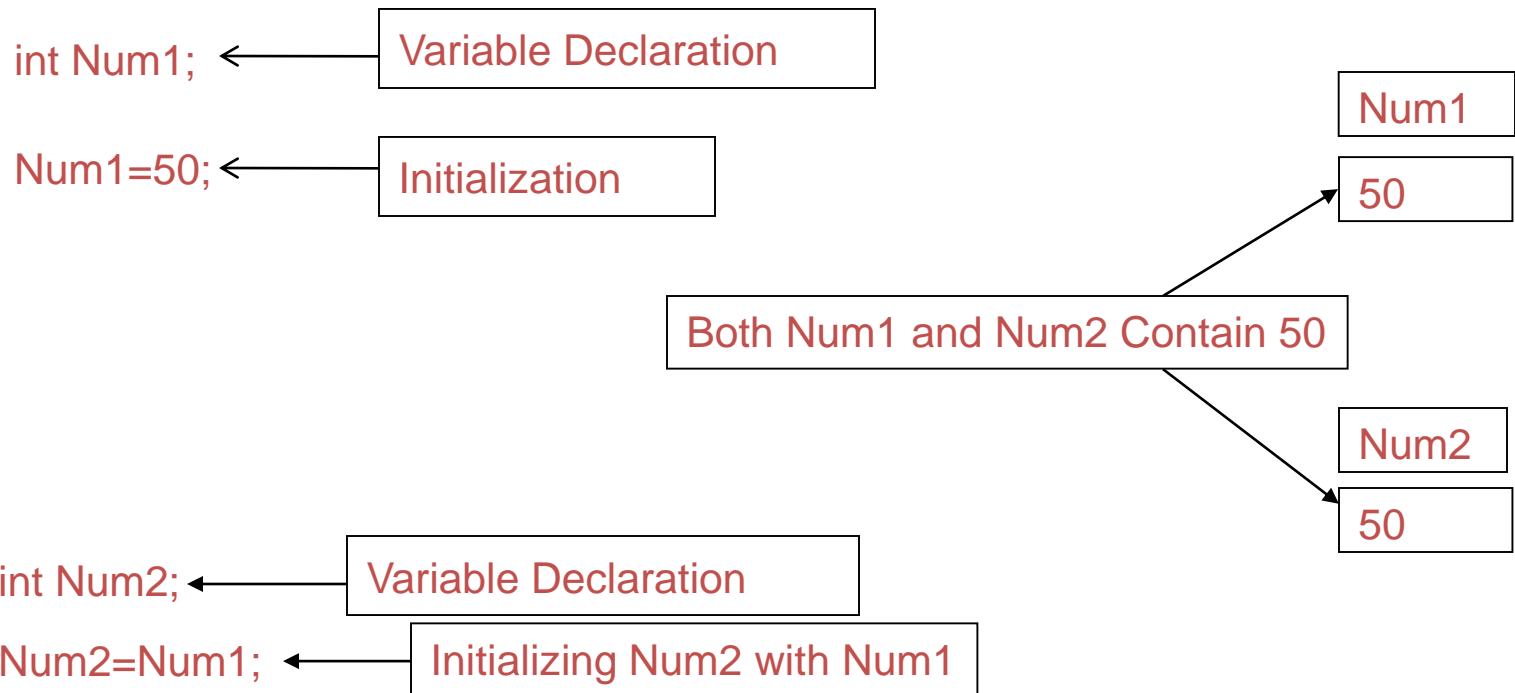 int Num1;
Variable Declaration
Num1=50;
Initialization
Num1
50
Both Num1 and Num2 Contain 50
Num2
50
int Num2;
Variable Declaration
Num2=Num1;
Initializing Num2 with Num1